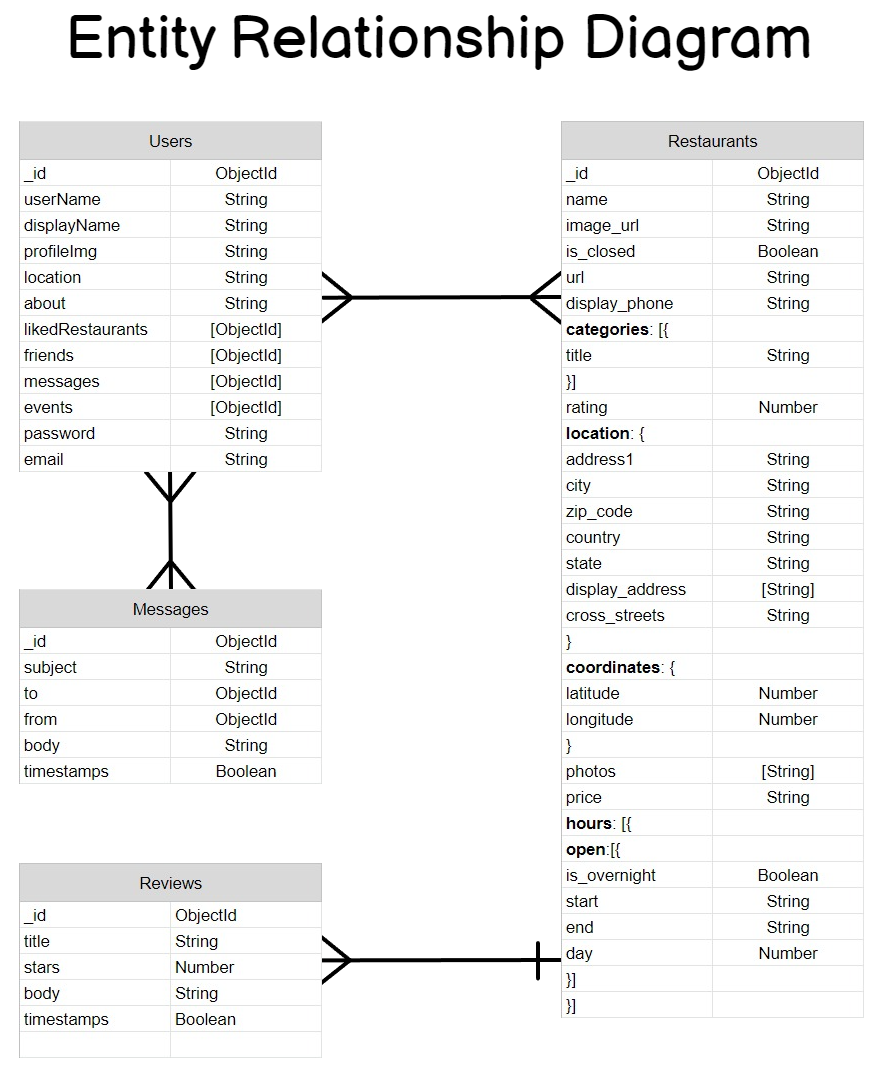 Entity Relationship Diagram
Users
_id ObjectId
userName String
displayName String
profileImg String
location String
about String
likedRestaurants [ObjectId]
friends [ObjectId]
messages [ObjectId]
events [ObjectId]
password String
email String
Messages
_id ObjectId
subject String
to ObjectId
from ObjectId
body String
timestamps Boolean
Reviews
_id ObjectId
title String
stars Number
body String
timestamps Boolean
Restaurants
_id ObjectId
name String
image_url String
is_closed Boolean
url String
display_phone String
categories: [{
title String
}]
rating Number
location: {
address1 String
city String
zip_code String
country String
state String
display_address [String]
cross_streets String
}
coordinates: {
latitude Number
longitude Number
}
photos [String]
price String
hours: [{
open:[{
is_overnight Boolean
start String
end String
day Number
}]
}]